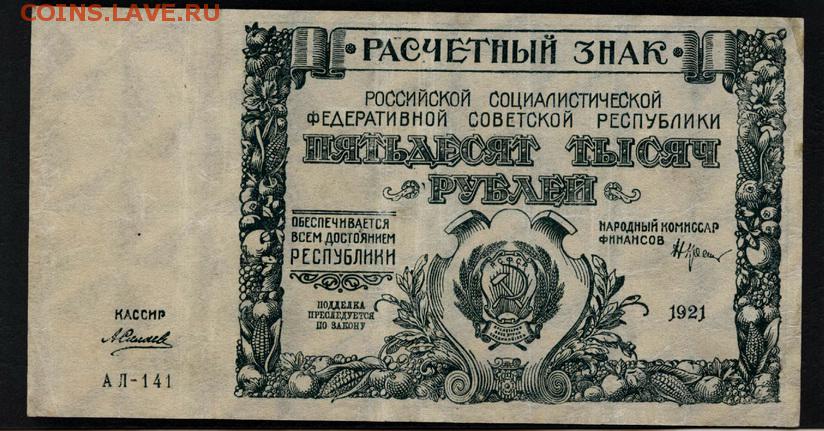 COINS.LAVE.РУ
РАСЧЕТНЫЙ ЗНАК
РОССИЙСКОЙ СОЦИАЛИСТИЧЕСКОЙ
ФЕДЕРАТИВНОЙ СОВЕТСКОЙ РЕСПУБЛИКИ
ПЯТЬДЕСЯТ ТЫСЯЧ
РУБЛЕЙ
ОБЕСПЕЧИВАЕТСЯ
ВСЕМ ДОСТОЯНИЕМ
РЕСПУБЛИКИ
ПОДДЕЛКА
ПРЕСЛЕДУЕТСЯ
ПО ЗАКОНУ
НАРОДНЫЙ КОМИССАР
ФИНАНСОВ
1921
КАССИР
АЛ-141